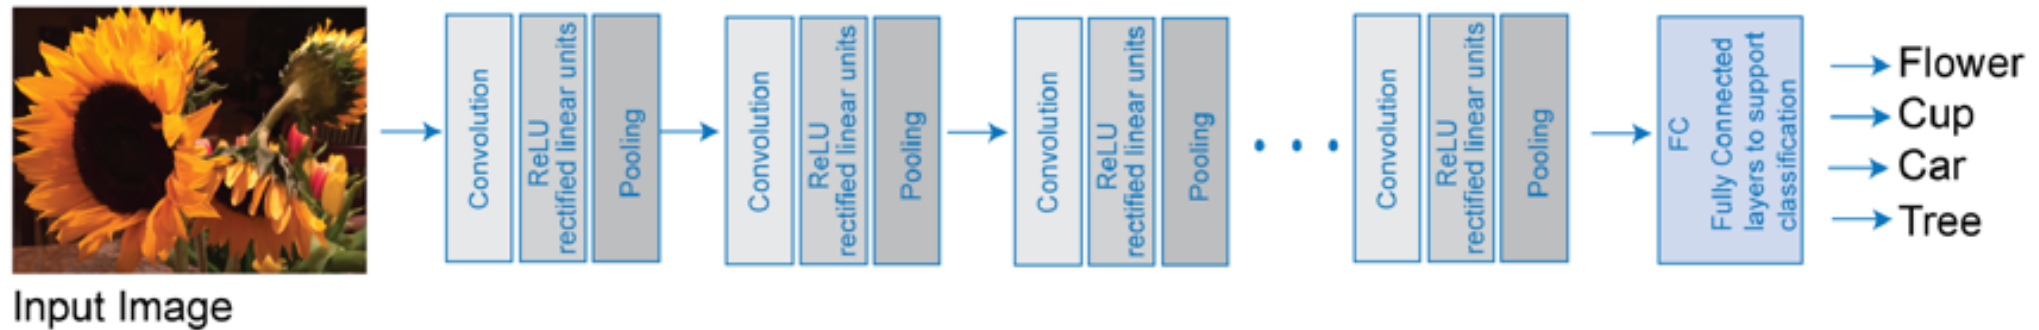 Input Image
Convolution
ReLU
rectified linear units
Pooling
Convolution
ReLU
rectified linear units
Pooling
Convolution
ReLU
rectified linear units
Pooling
Convolution
ReLU
rectified linear units
Pooling
FC
Fully Connected
layers to support
classification
Flower
Cup
Car
Tree